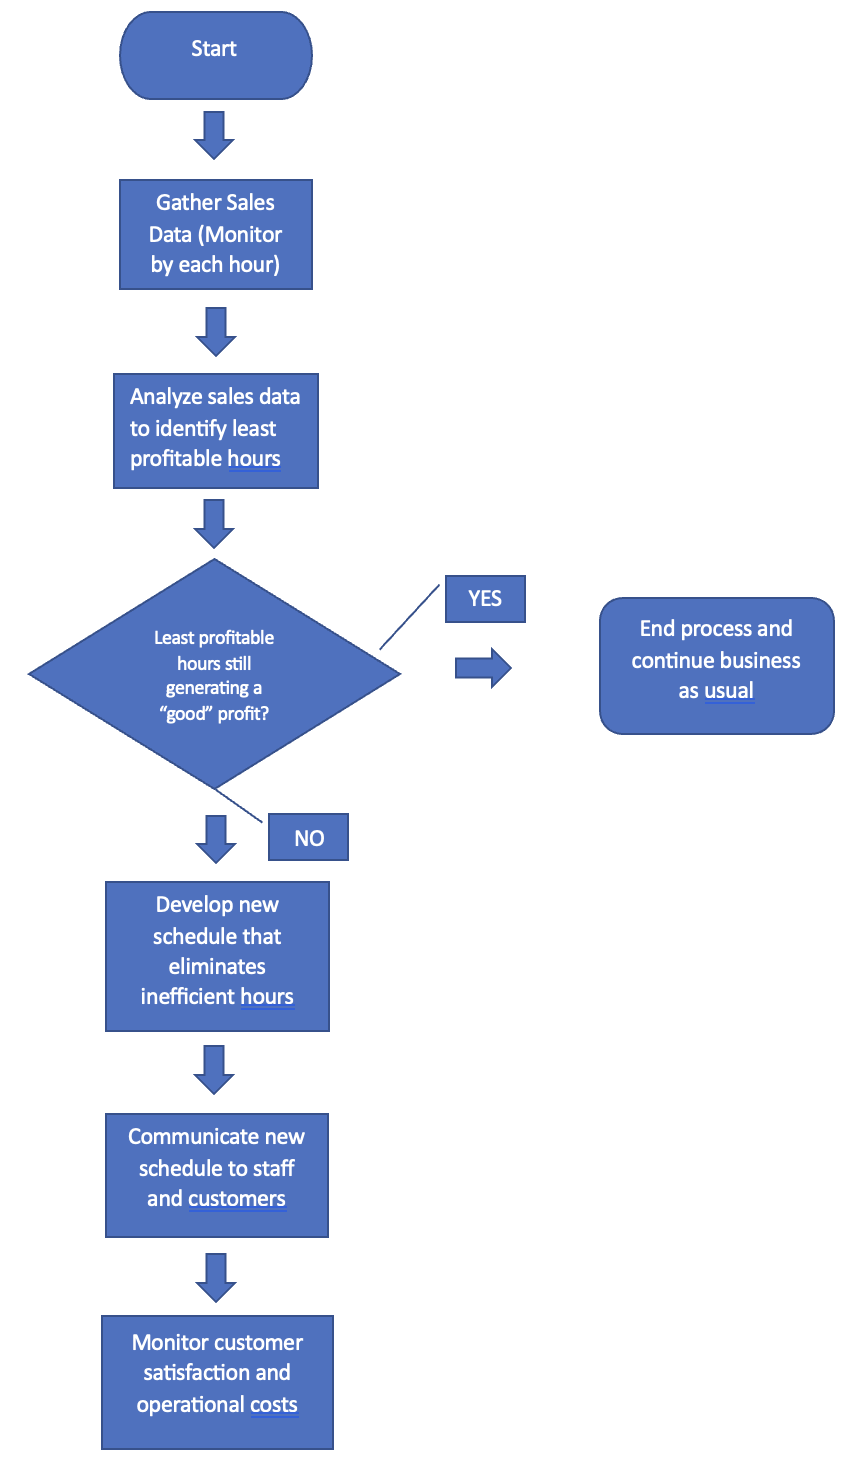 Start
Gather Sales
Data (Monitor
by each hour)
Analyze sales data
to identify least
profitable hours
Least profitable
hours still
generating a
“good” profit?
YES
End process and
continue business
as usual
NO
Develop new
schedule that
eliminates
inefficient hours
Communicate new
schedule to staff
and customers
Monitor customer
satisfaction and
operational costs